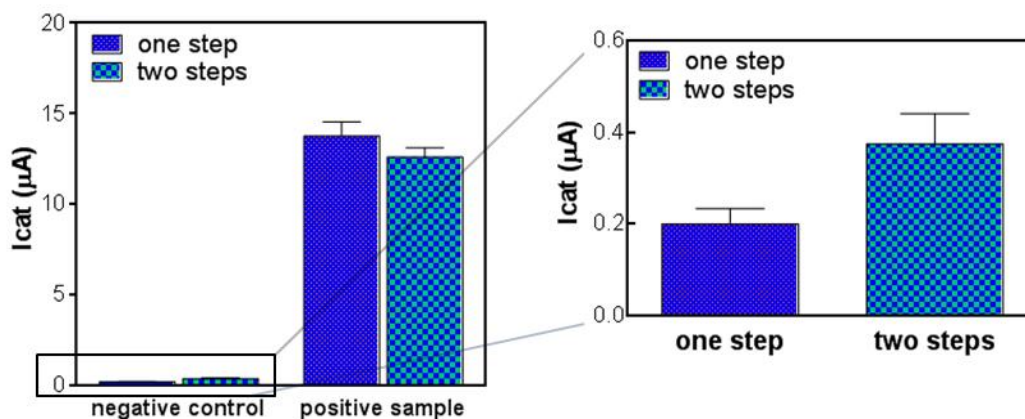 20
15
10
5
0
Icat (µA)
one step
two steps
negative control
positive sample
0.6
0.4
0.2
0.0
Icat (µA)
one step
two steps
one step
two steps